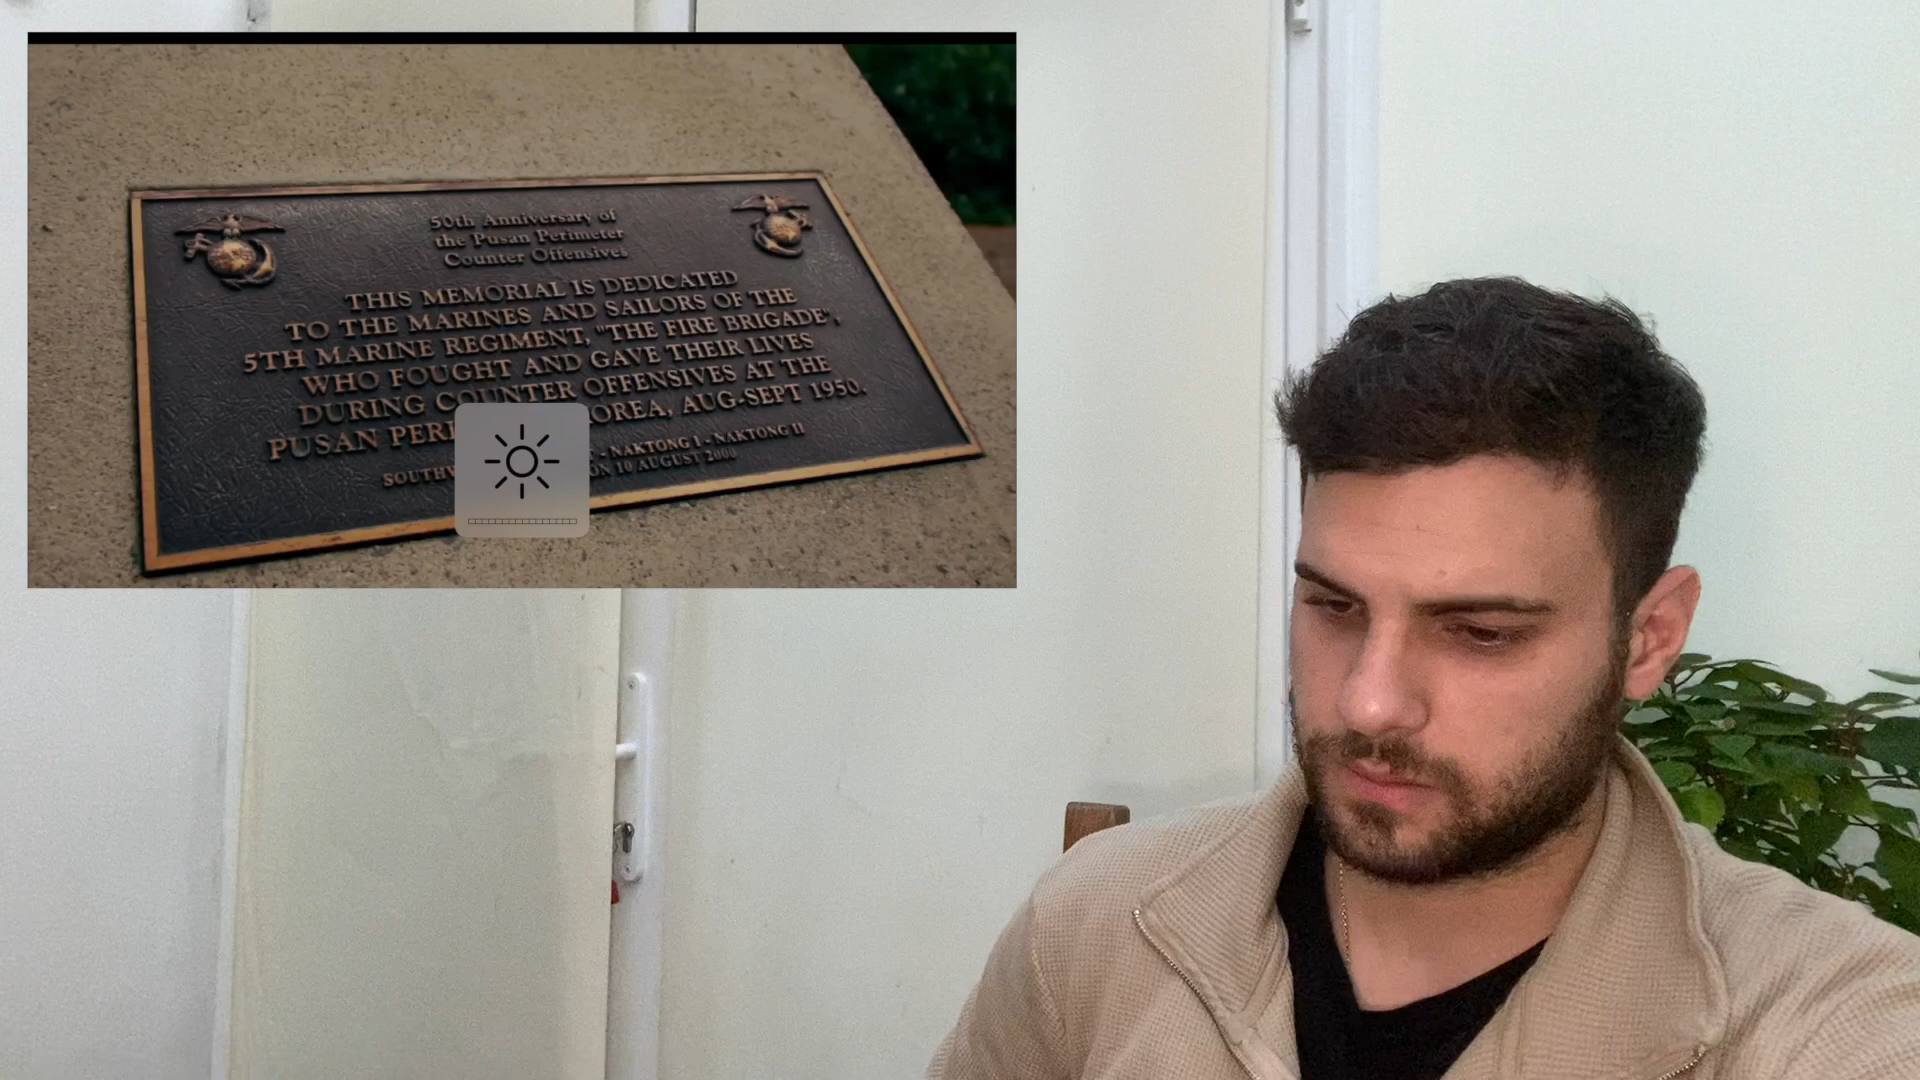 50th Anniversary of
the Pusan Perimeter
Counter Offensives
THIS MEMORIAL IS DEDICATED
TO THE MARINES AND SAILORS OF THE
5TH MARINE REGIMENT, "THE FIRE BRIGADE",
WHO FOUGHT AND GAVE THEIR LIVES
DURING COUNTER OFFENSIVES AT THE
PUSAN OREA, AUG-SEPT 1950.
- NAKTONG I - NAKTONG II
ON 10 AUGUST 2000